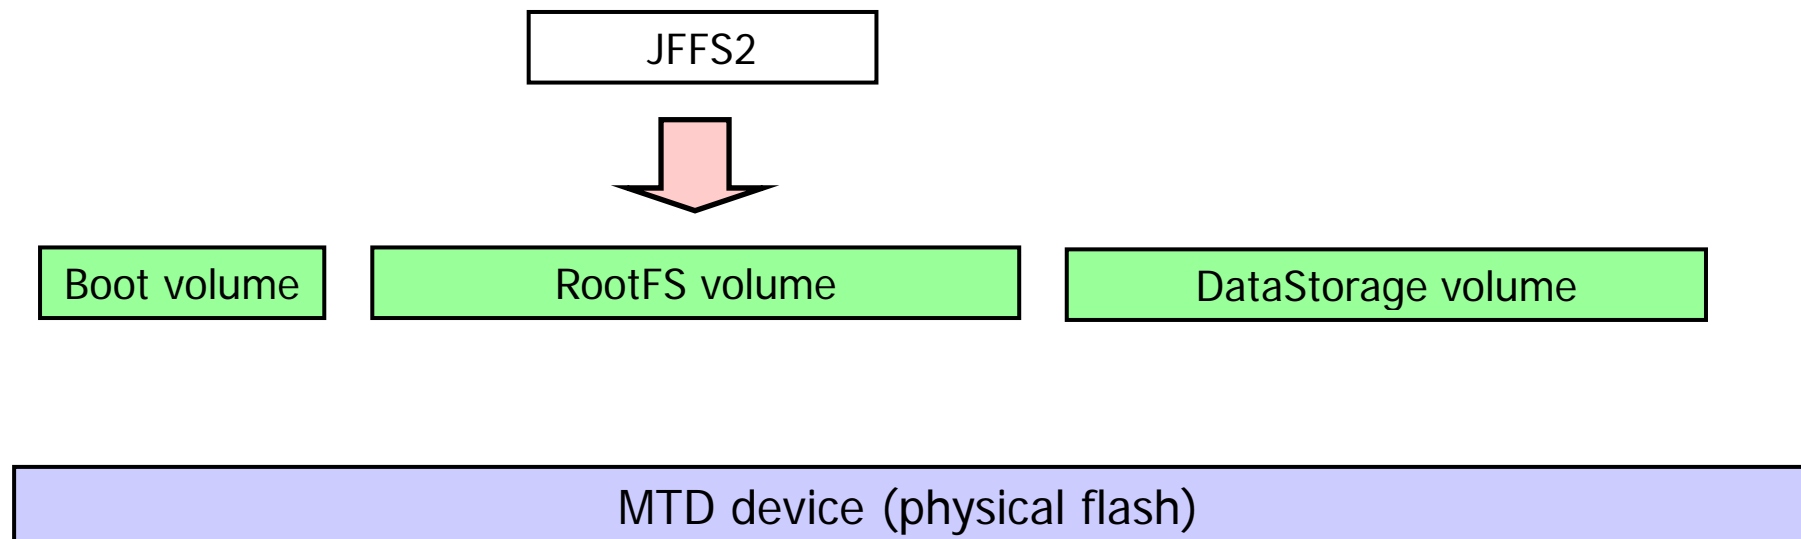 JFFS2
Boot volume
RootFS volume
DataStorage volume
MTD device (physical flash)